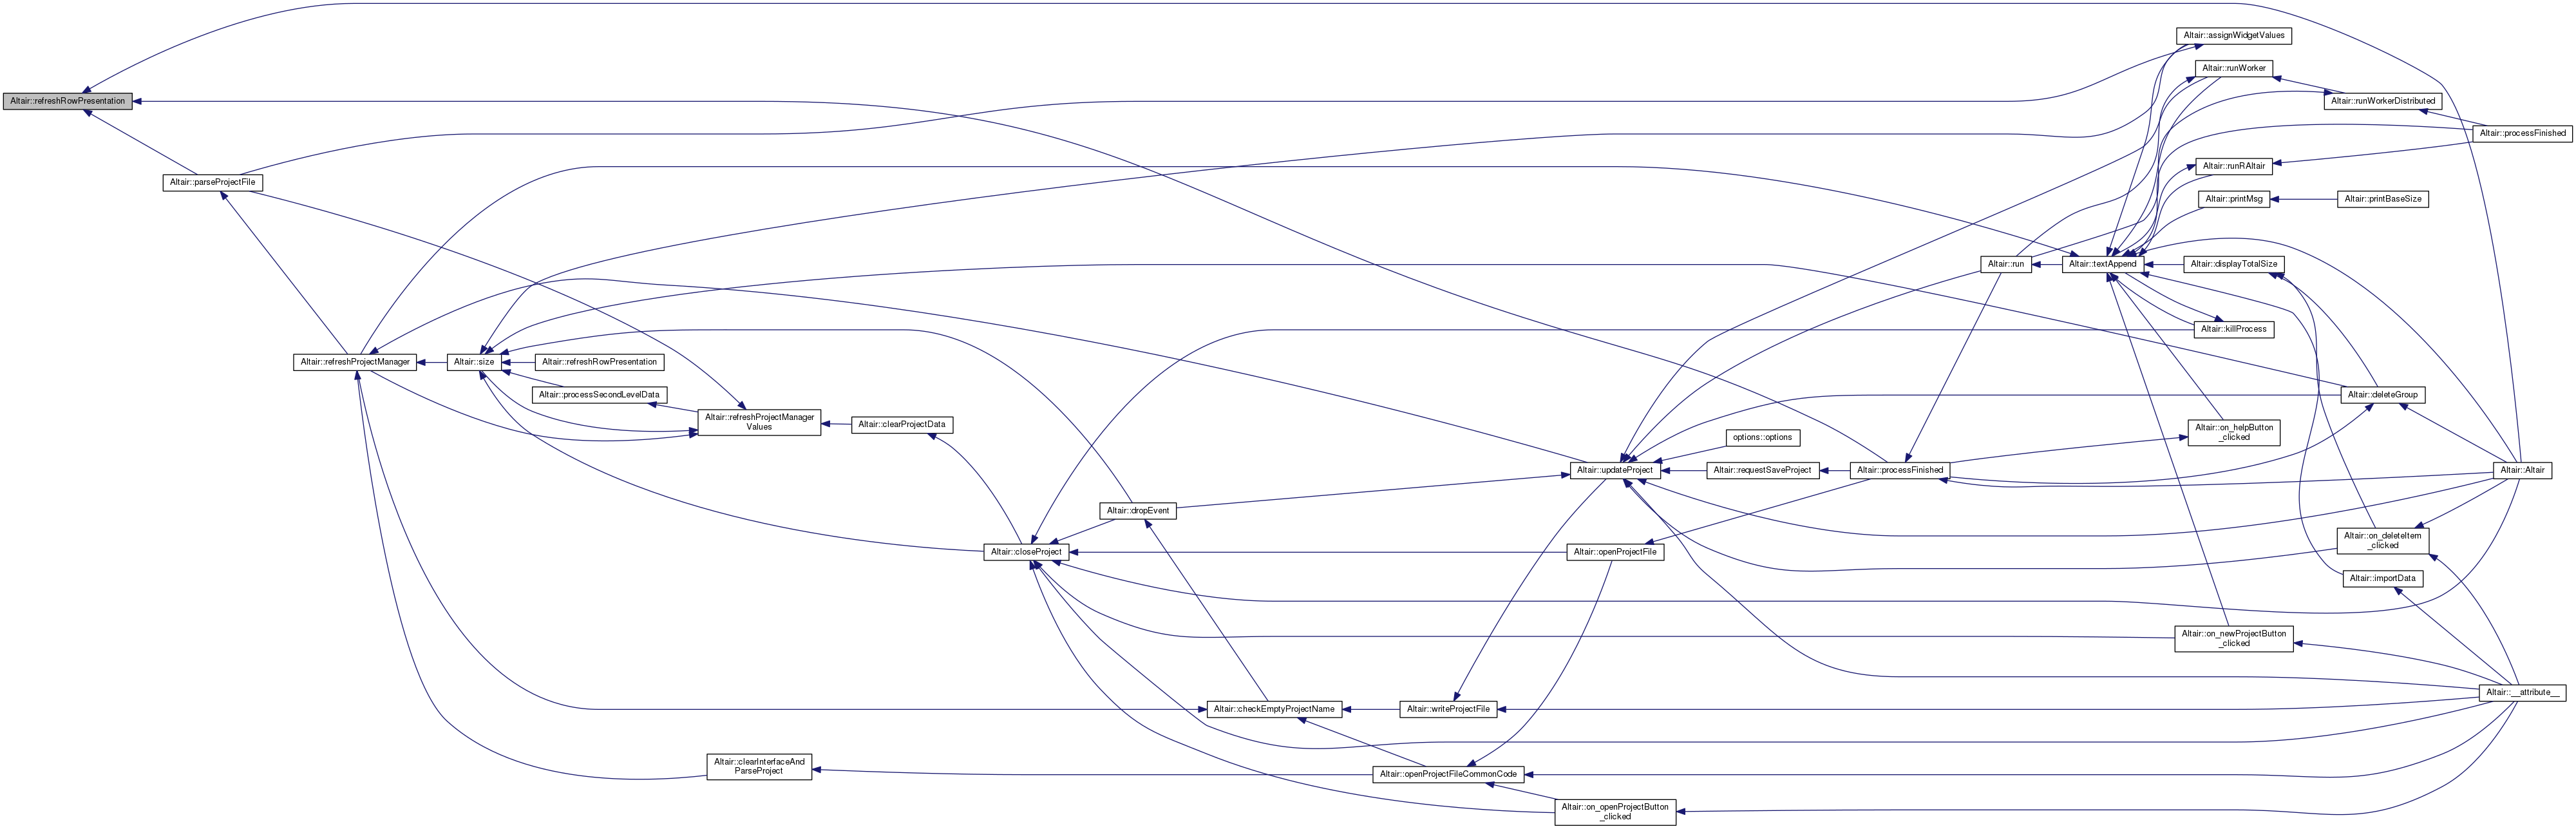 Altair::refreshRowPresentation
Altair::parseProjectFile
Altair::refreshProjectManager
Altair::size
Altair::refreshRowPresentation
Altair::processSecondLevelData
Altair::refreshProjectManager
Values
Altair::clearProjectData
Altair::clearInterfaceAnd
ParseProject
Altair::closeProject
Altair::dropEvent
Altair::checkEmptyProjectName
Altair::writeProjectFile
Altair::openProjectFileCommonCode
Altair::on_openProjectButton
_clicked
Altair::openProjectFile
Altair::updateProject
options::options
Altair::requestSaveProject
Altair::processFinished
Altair::run
Altair::textAppend
Altair::assignWidgetValues
Altair::runWorker
Altair::runWorkerDistributed
Altair::processFinished
Altair::runRAltair
Altair::printMsg
Altair::printBaseSize
Altair::displayTotalSize
Altair::killProcess
Altair::deleteGroup
Altair::on_helpButton
_clicked
Altair::Altair
Altair::on_deleteItem
_clicked
Altair::importData
Altair::on_newProjectButton
_clicked
Altair::__attribute__